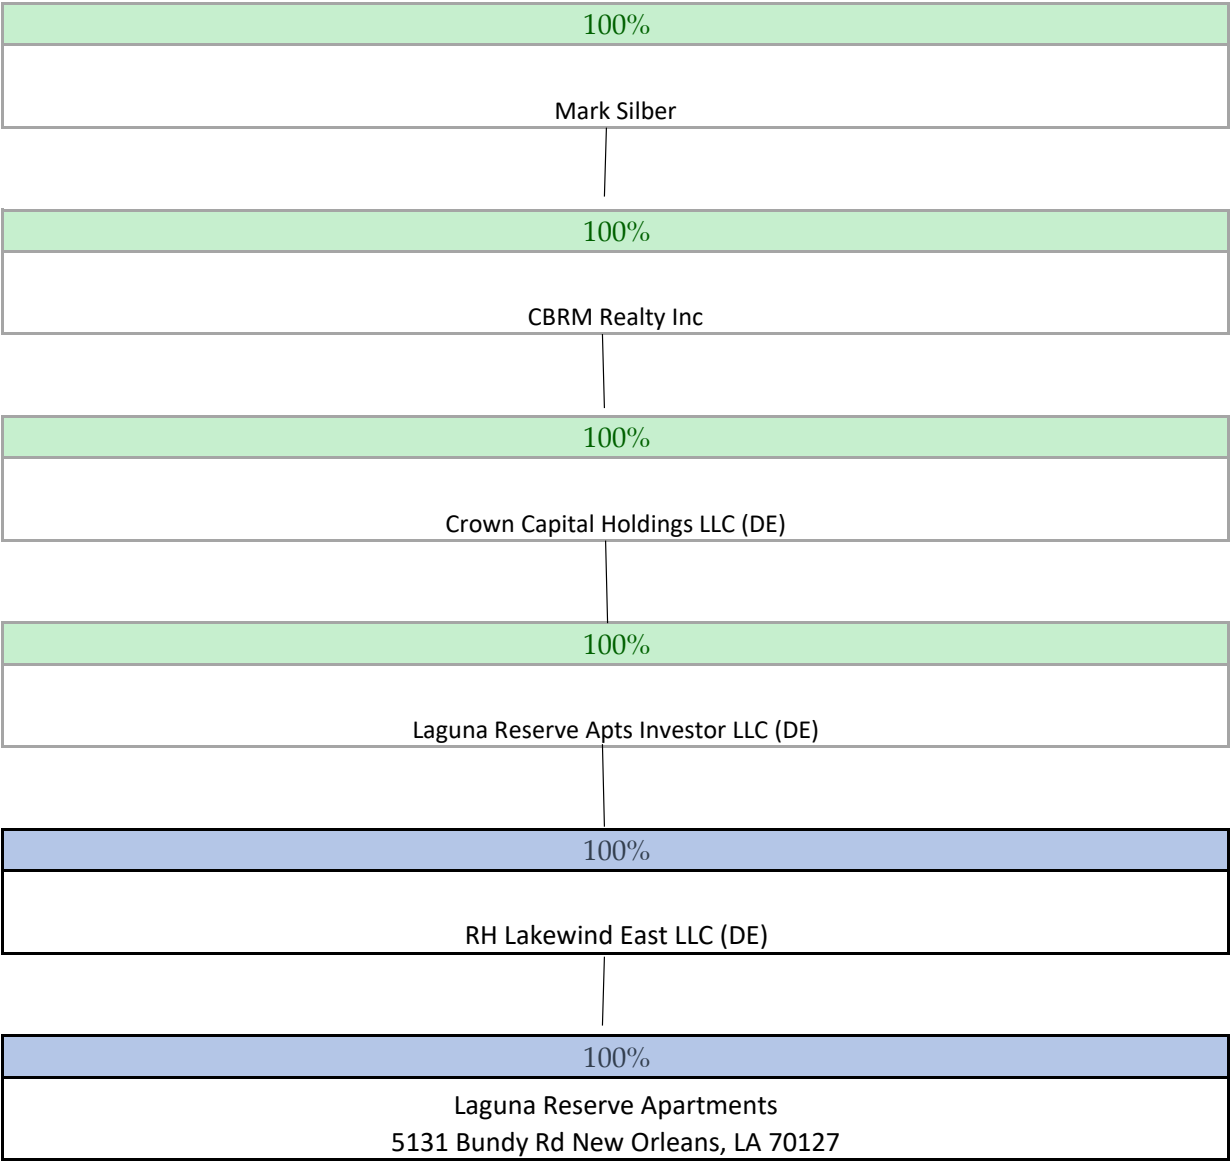 100%
Mark Silber
100%
CBRM Realty Inc
100%
Crown Capital Holdings LLC (DE)
100%
Laguna Reserve Apts Investor LLC (DE)
100%
RH Lakewind East LLC (DE)
100%
Laguna Reserve Apartments
5131 Bundy Rd New Orleans, LA 70127